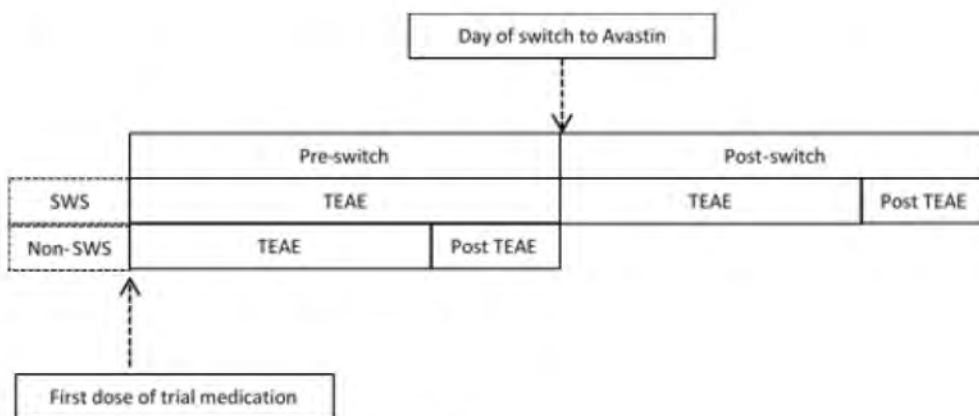 Day of switch to Avastin
Pre-switch Post-switch
SWS TEAE TEAE Post TEAE
Non- SWS TEAE Post TEAE
First dose of trial medication